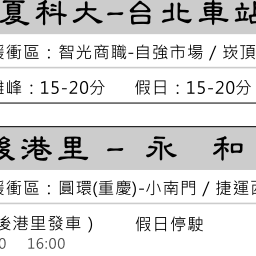 夏科大-台北車站
緩衝區：智光商職-自強市場 / 崁頂
離峰：15-20分 假日：15-20分
後港里 - 永 和
緩衝區：圓環(重慶)-小南門 / 捷運西
後港里發車 ) 假日停駛
0 16:00